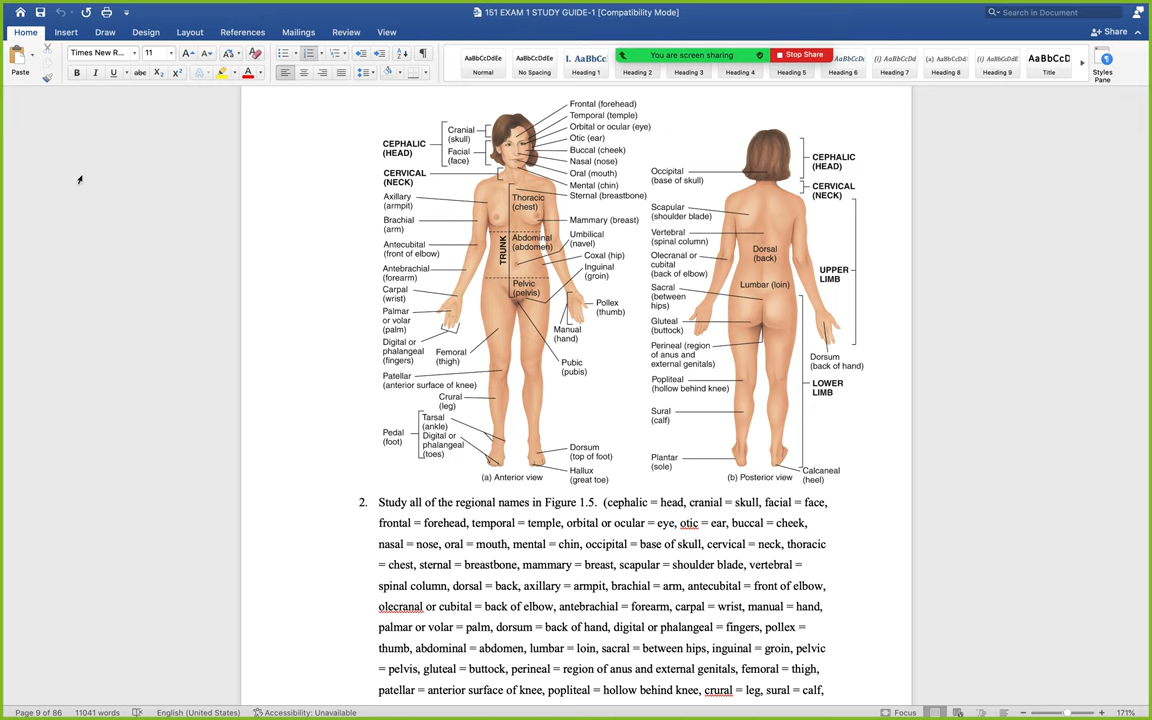 151 EXAM 1 STUDY GUIDE-1 [Compatibility Mode]
Search in Document
Home Insert Draw Design Layout References Mailings Review View
Share
Paste
Times New R... 11
B I U abc X2 X2 A A
You are screen sharing
Stop Share
AaBbCcDdEe AaBbCcDdEe I. AaBbC
Normal No Spacing Heading 1 Heading 2 Heading 3 Heading 4 Heading 5 Heading 6 Heading 7 Heading 8 Heading 9 Title
Styles
Pane
Frontal (forehead)
Temporal (temple)
Orbital or ocular (eye)
Otic (ear)
Buccal (cheek)
Nasal (nose)
Oral (mouth)
Mental (chin)
Sternal (breastbone)
Mammary (breast)
Umbilical
(navel)
Coxal (hip)
Inguinal
(groin)
Pollex
(thumb)
Manual
(hand)
Pubic
(pubis)
Dorsum
(top of foot)
Hallux
(great toe)
Cranial
(skull)
Facial
(face)
CEPHALIC
(HEAD)
CERVICAL
(NECK)
Axillary
(armpit)
Brachial
(arm)
Antecubital
(front of elbow)
Antebrachial
(forearm)
Carpal
(wrist)
Palmar
or volar
(palm)
Digital or
phalangeal
(fingers)
Femoral
(thigh)
Patellar
(anterior surface of knee)
Crural
(leg)
Pedal
(foot)
Tarsal
(ankle)
Digital or
phalangeal
(toes)
Thoracic
(chest)
TRUNK
Abdominal
(abdomen)
Pelvic
(pelvis)
(a) Anterior view
Occipital
(base of skull)
Scapular
(shoulder blade)
Vertebral
(spinal column)
Olecranal or
cubital
(back of elbow)
Sacral
(between
hips)
Gluteal
(buttock)
Perineal (region
of anus and
external genitals)
Popliteal
(hollow behind knee)
Sural
(calf)
Plantar
(sole)
Dorsal
(back)
Lumbar (loin)
CEPHALIC
(HEAD)
CERVICAL
(NECK)
UPPER
LIMB
Dorsum
(back of hand)
LOWER
LIMB
Calcaneal
(heel)
(b) Posterior view
2. Study all of the regional names in Figure 1.5. (cephalic = head, cranial = skull, facial = face,
frontal = forehead, temporal = temple, orbital or ocular = eye, otic = ear, buccal = cheek,
nasal = nose, oral = mouth, mental = chin, occipital = base of skull, cervical = neck, thoracic
= chest, sternal = breastbone, mammary = breast, scapular = shoulder blade, vertebral =
spinal column, dorsal = back, axillary = armpit, brachial = arm, antecubital = front of elbow,
olecranal or cubital = back of elbow, antebrachial = forearm, carpal = wrist, manual = hand,
palmar or volar = palm, dorsum = back of hand, digital or phalangeal = fingers, pollex =
thumb, abdominal = abdomen, lumbar = loin, sacral = between hips, inguinal = groin, pelvic
= pelvis, gluteal = buttock, perineal = region of anus and external genitals, femoral = thigh,
patellar = anterior surface of knee, popliteal = hollow behind knee, crural = leg, sural = calf,
Page 9 of 86 11041 words English (United States) Accessibility: Unavailable
Focus 171%